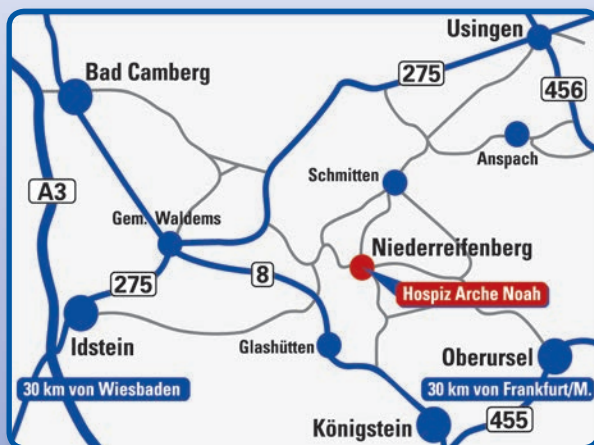 Usingen
Bad Camberg
275
456
Anspach
Schmitten
A3
Gem. Waldems
Niederreifenberg
275
8
Hospiz Arche Noah
Idstein
Glashütten
Oberursel
30 km von Wiesbaden
30 km von Frankfurt/M.
Königstein
455